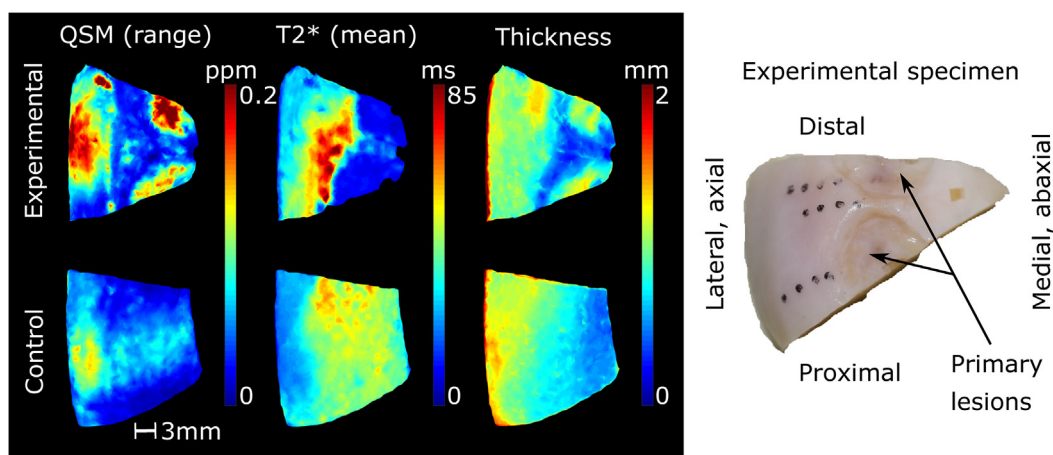 QSM (range)
T2* (mean)
Thickness
ppm
ms
mm
0.2
85
2
Experimental
0
0
0
Control
3mm
Experimental specimen
Distal
Lateral, axial
Medial, abaxial
Proximal
Primary
lesions